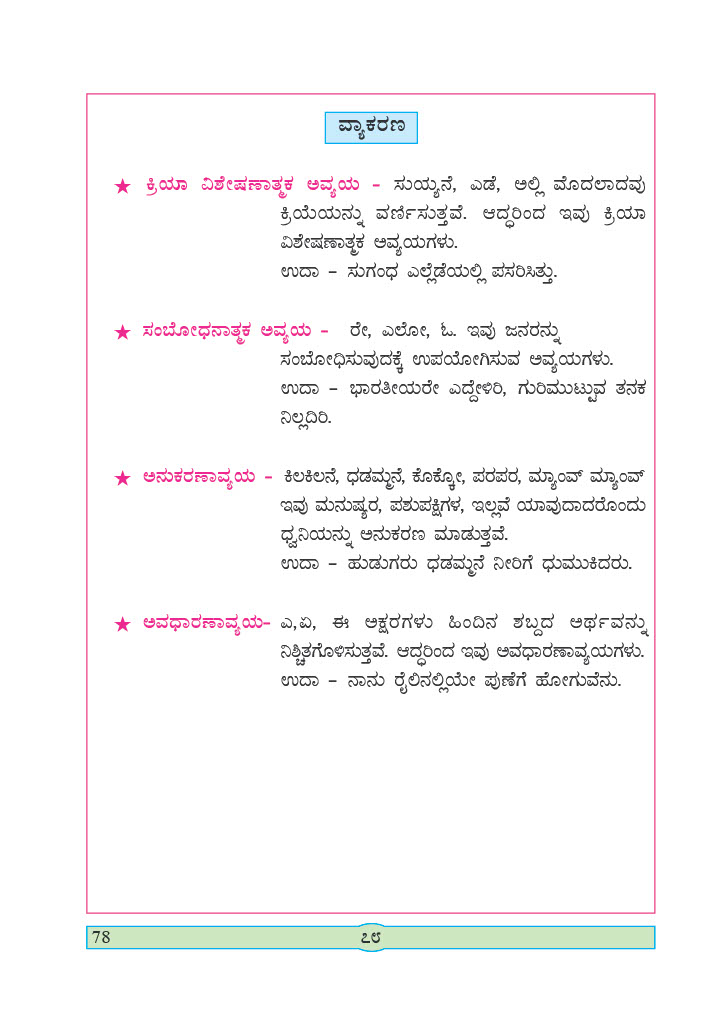 ವ್ಯಾಕರಣ
★ ಕ್ರಿಯಾ ವಿಶೇಷಣಾತ್ಮಕ ಅವ್ಯಯ – ಸುಯ್ಯನೆ, ಎಡೆ, ಅಲ್ಲಿ ಮೊದಲಾದವು
ಕ್ರಿಯೆಯನ್ನು ವರ್ಣಿಸುತ್ತವೆ. ಆದ್ಧರಿಂದ ಇವು ಕ್ರಿಯಾ
ವಿಶೇಷಣಾತ್ಮಕ ಅವ್ಯಯಗಳು.
ಉದಾ – ಸುಗಂಧ ಎಲ್ಲೆಡೆಯಲ್ಲಿ ಪಸರಿಸಿತ್ತು.
★ ಸಂಬೋಧನಾತ್ಮಕ ಅವ್ಯಯ – ರೇ, ಎಲೋ, ಓ. ಇವು ಜನರನ್ನು
ಸಂಬೋಧಿಸುವುದಕ್ಕೆ ಉಪಯೋಗಿಸುವ ಅವ್ಯಯಗಳು.
ಉದಾ – ಭಾರತೀಯರೇ ಎದ್ದೇಳಿರಿ, ಗುರಿಮುಟ್ಟುವ ತನಕ
ನಿಲ್ಲದಿರಿ.
★ ಅನುಕರಣಾವ್ಯಯ – ಕಿಲಕಿಲನೆ, ಧಡಮ್ಮನೆ, ಕೊಕ್ಕೋ, ಪರಪರ, ಮ್ಯಾಂವ್ ಮ್ಯಾಂವ್
ಇವು ಮನುಷ್ಯರ, ಪಶುಪಕ್ಷಿಗಳ, ಇಲ್ಲವೆ ಯಾವುದಾದರೊಂದು
ಧ್ವನಿಯನ್ನು ಅನುಕರಣ ಮಾಡುತ್ತವೆ.
ಉದಾ – ಹುಡುಗರು ಧಡಮ್ಮನೆ ನೀರಿಗೆ ಧುಮುಕಿದರು.
★ ಅವಧಾರಣಾವ್ಯಯ– ಎ,ಏ, ಈ ಅಕ್ಷರಗಳು ಹಿಂದಿನ ಶಬ್ದದ ಅರ್ಥವನ್ನು
ನಿಶ್ಚಿತಗೊಳಿಸುತ್ತವೆ. ಆದ್ಧರಿಂದ ಇವು ಅವಧಾರಣಾವ್ಯಯಗಳು.
ಉದಾ – ನಾನು ರೈಲಿನಲ್ಲಿಯೇ ಪುಣೆಗೆ ಹೋಗುವೆನು.
78 ೭೮